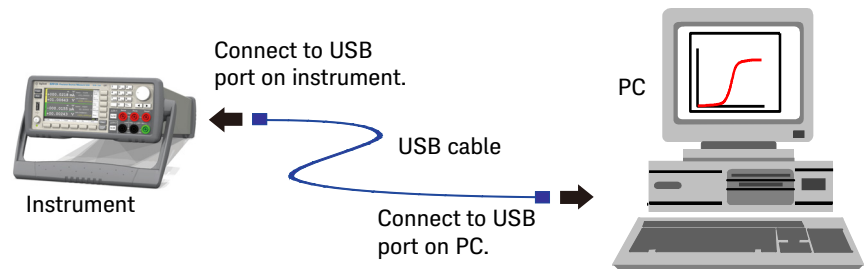 Connect to USB
port on instrument.
PC
USB cable
Instrument
Connect to USB
port on PC.